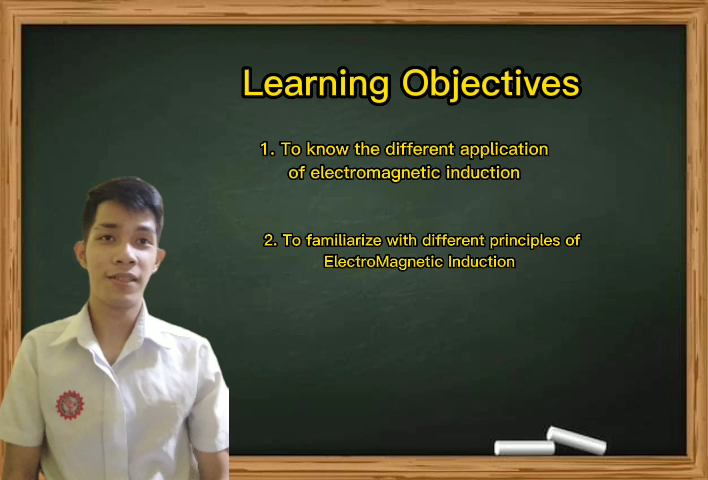 Learning Objectives
1. To know the different application
of electromagnetic induction
2. To familiarize with different principles of
ElectroMagnetic Induction